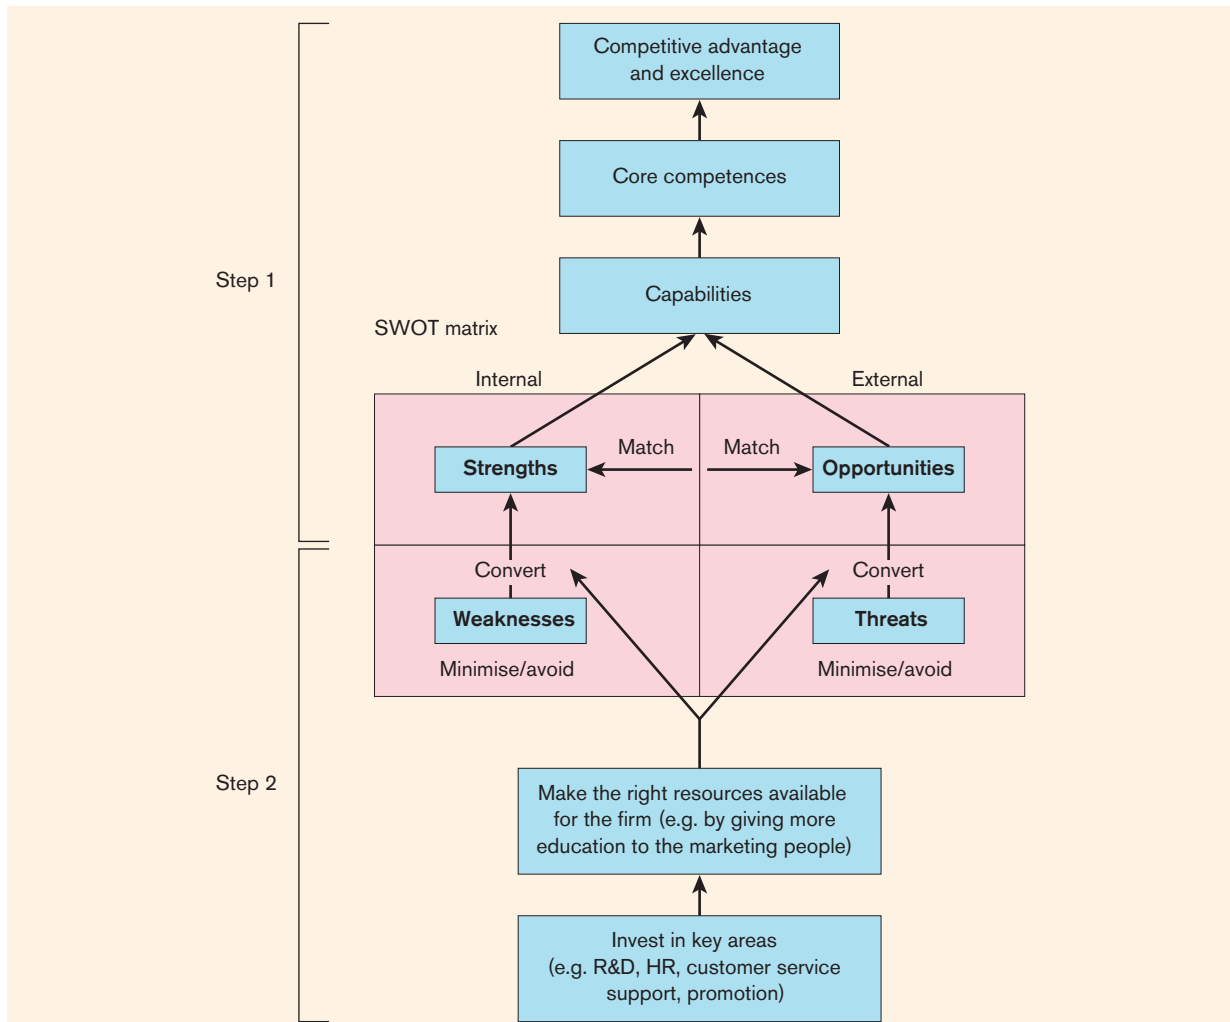 Competitive advantage
and excellence
Core competences
Step 1
Capabilities
SWOT matrix
Internal
External
Match
Match
Strengths
Opportunities
Convert
Convert
Weaknesses
Threats
Minimise/avoid
Minimise/avoid
Step 2
Make the right resources available
for the firm (e.g. by giving more
education to the marketing people)
Invest in key areas
(e.g. R&D, HR, customer service
support, promotion)